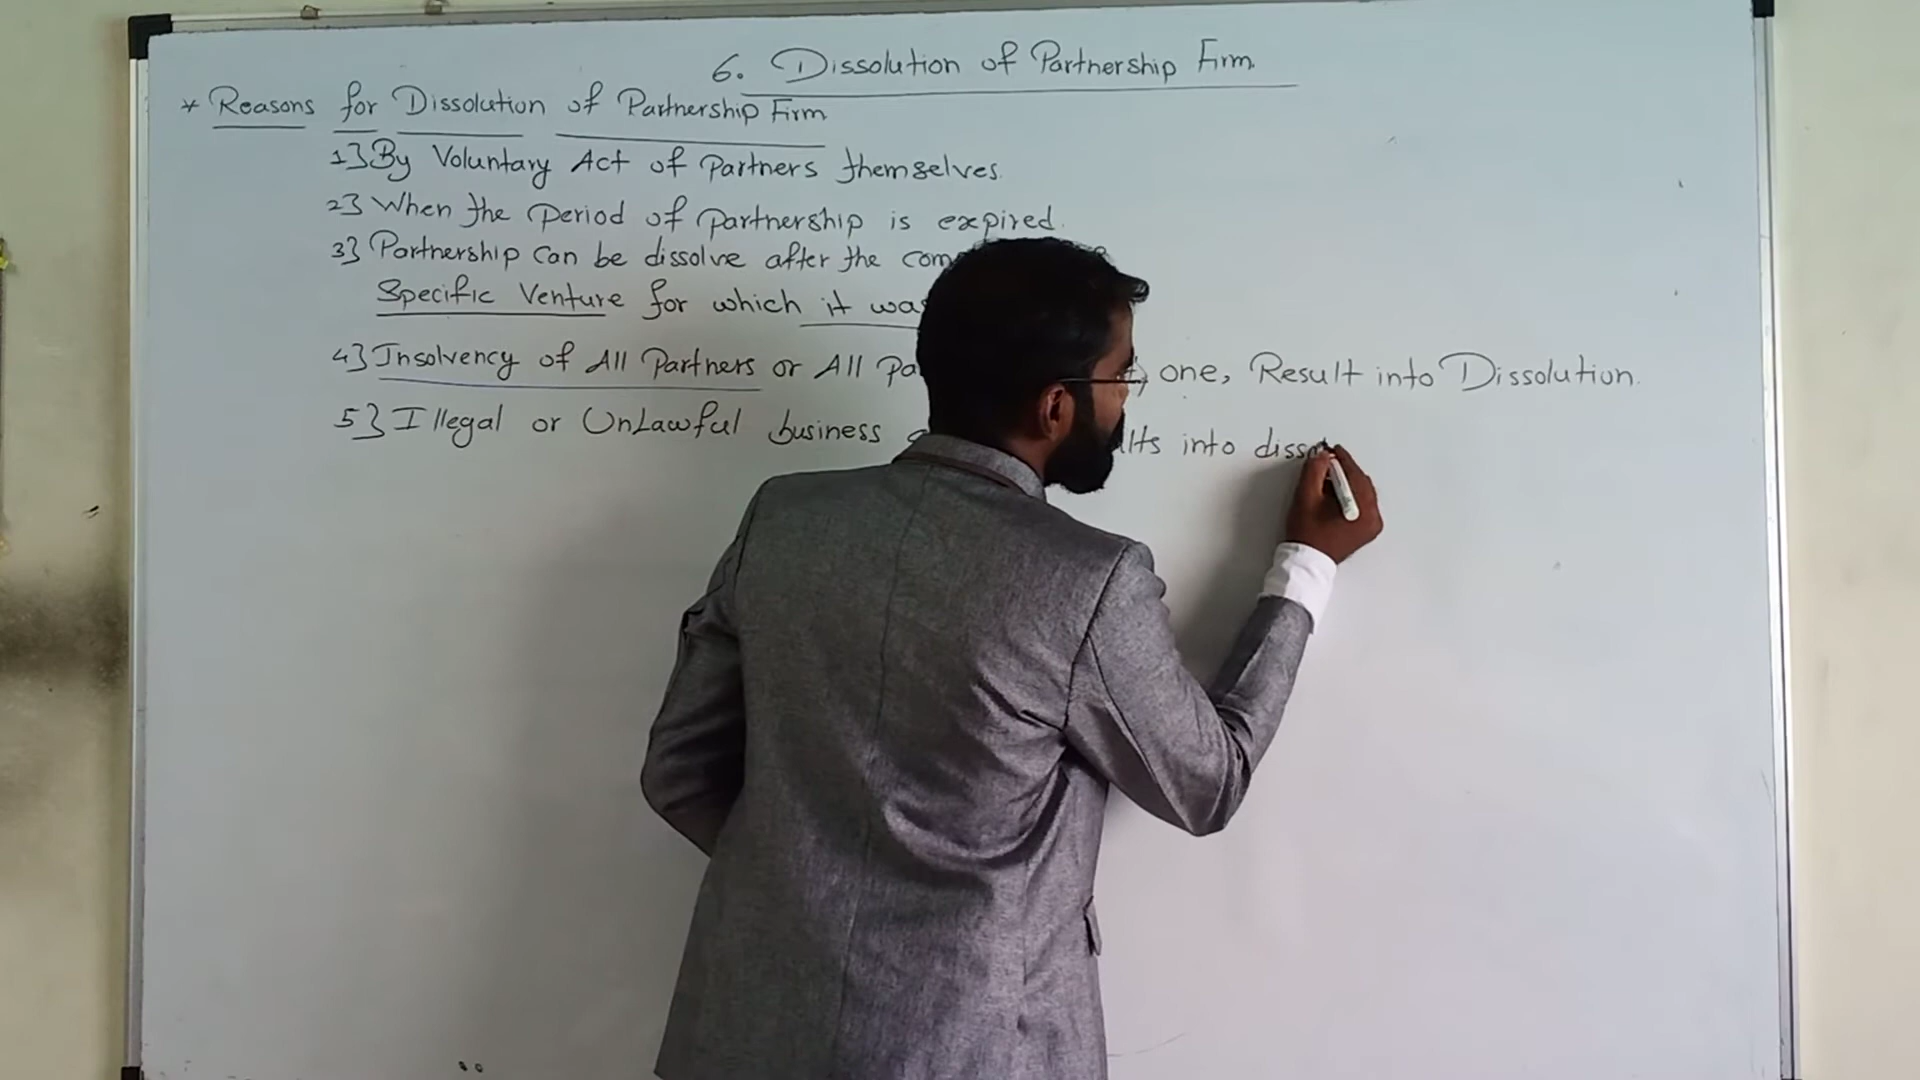 6. Dissolution of Partnership Firm.
* Reasons for Dissolution of Partnership Firm
1} By Voluntary Act of Partners themselves.
2} When the period of partnership is expired.
3} Partnership can be dissolve after the
Specific Venture for which it was
4} Insolvency of All Partners or All one, Result into Dissolution.
5} Illegal or UnLawful business into